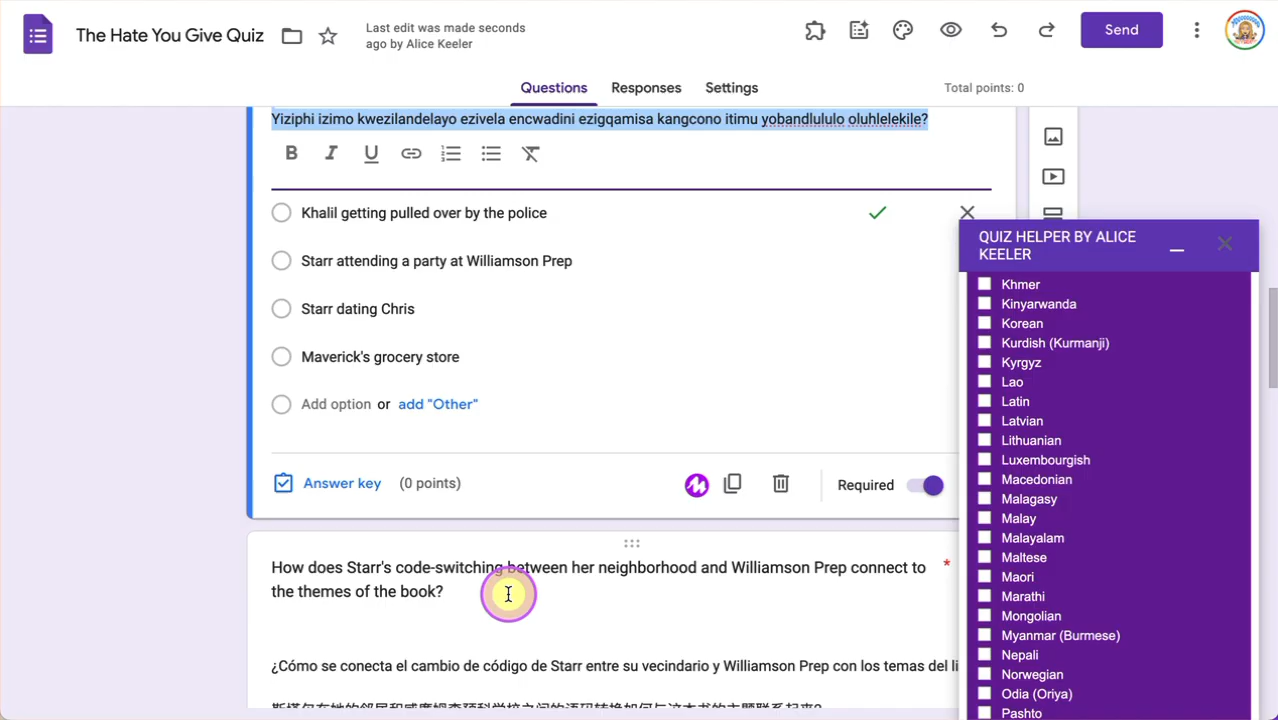 The Hate You Give Quiz
Last edit was made seconds
ago by Alice Keeler
Send
Questions
Responses
Settings
Total points: 0
Yiziphi izimo kwezilandelayo ezivela encwadini ezigqamisa kangcono itimu yobandlululo oluhlelekile?
Khalil getting pulled over by the police
Starr attending a party at Williamson Prep
Starr dating Chris
Maverick's grocery store
Add option or add "Other"
Answer key (0 points)
Required
How does Starr's code-switching between her neighborhood and Williamson Prep connect to *
the themes of the book?
¿Cómo se conecta el cambio de código de Starr entre su vecindario y Williamson Prep con los temas del li
QUIZ HELPER BY ALICE
KEELER
Khmer
Kinyarwanda
Korean
Kurdish (Kurmanji)
Kyrgyz
Lao
Latin
Latvian
Lithuanian
Luxembourgish
Macedonian
Malagasy
Malay
Malayalam
Maltese
Maori
Marathi
Mongolian
Myanmar (Burmese)
Nepali
Norwegian
Odia (Oriya)
Pashto